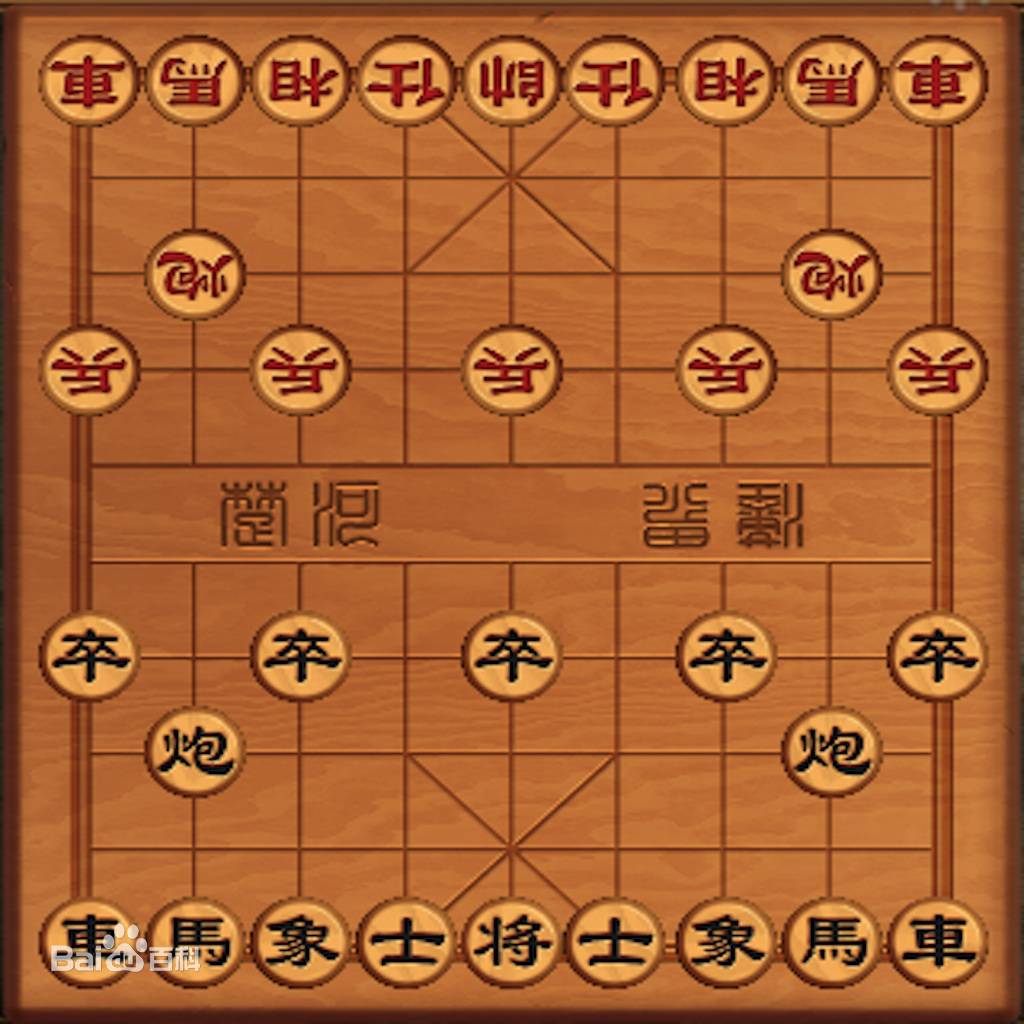 車 馬 相 仕 帥 仕 相 馬 車
炮 炮
兵 兵 兵 兵 兵
楚河 漢界
卒 卒 卒 卒 卒
炮 炮
車 馬 象 士 将 士 象 馬 車
Bai du 百科